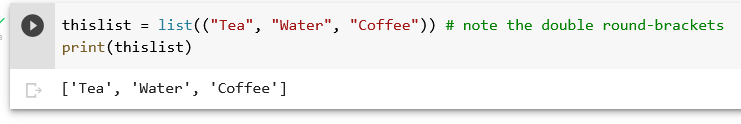 thislist = list(("Tea", "Water", "Coffee")) # note the double round-brackets
print(thislist)
['Tea', 'Water', 'Coffee']